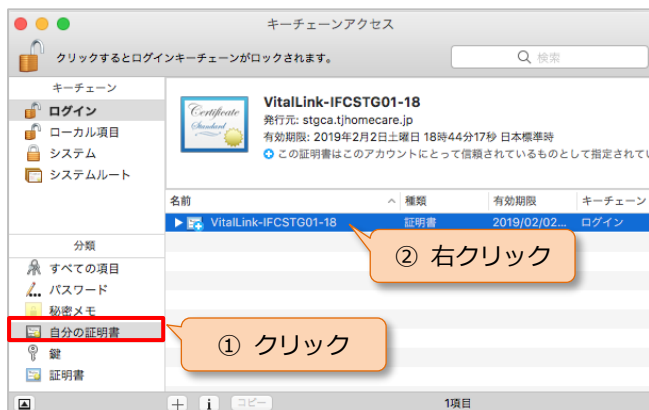 キーチェーンアクセス
クリックするとログインキーチェーンがロックされます。
検索
キーチェーン
ログイン
ローカル項目
システム
システムルート
Certificate
Standard
VitalLink-IFCSTG01-18
発行元: stgca.tjhomecare.jp
有効期限: 2019年2月2日土曜日 18時44分17秒 日本標準時
この証明書はこのアカウントにとって信頼されているものとして指定されてい
名前 種類 有効期限 キーチェーン
VitalLink-IFCSTG01-18 証明書 2019/02/02... ログイン
② 右クリック
分類
すべての項目
パスワード
秘密メモ
自分の証明書
鍵
証明書
① クリック
コピー
1項目